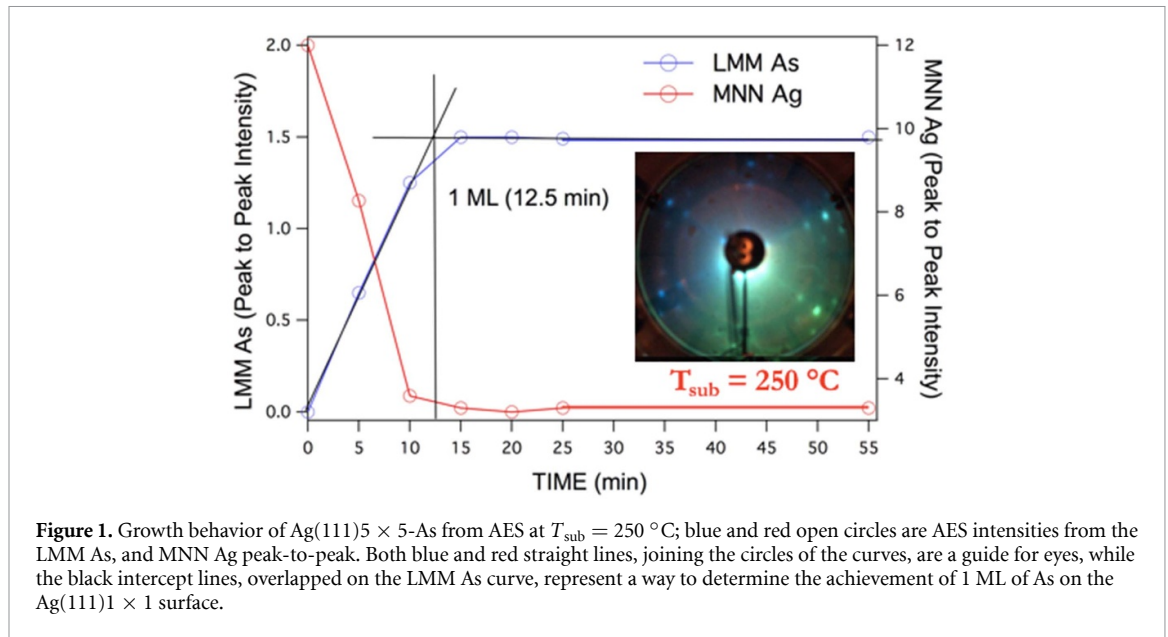 2.0
1.5
1.0
0.5
0.0
LMM As (Peak to Peak Intensity)
LMM As
MNN Ag
12
10
8
6
4
MNN Ag (Peak to Peak Intensity)
1 ML (12.5 min)
T_sub = 250 °C
0 5 10 15 20 25 30 35 40 45 50 55
TIME (min)
Figure 1. Growth behavior of Ag(111)5 × 5-As from AES at T_sub = 250 °C; blue and red open circles are AES intensities from the
LMM As, and MNN Ag peak-to-peak. Both blue and red straight lines, joining the circles of the curves, are a guide for eyes, while
the black intercept lines, overlapped on the LMM As curve, represent a way to determine the achievement of 1 ML of As on the
Ag(111)1 × 1 surface.